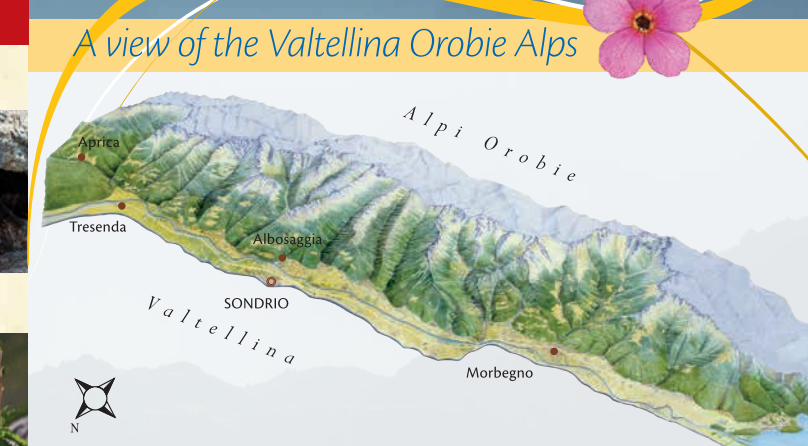 A view of the Valtellina Orobie Alps
Alpi Orobie
Aprica
Tresenda
Albosaggia
SONDRIO
Valtellina
Morbegno
N